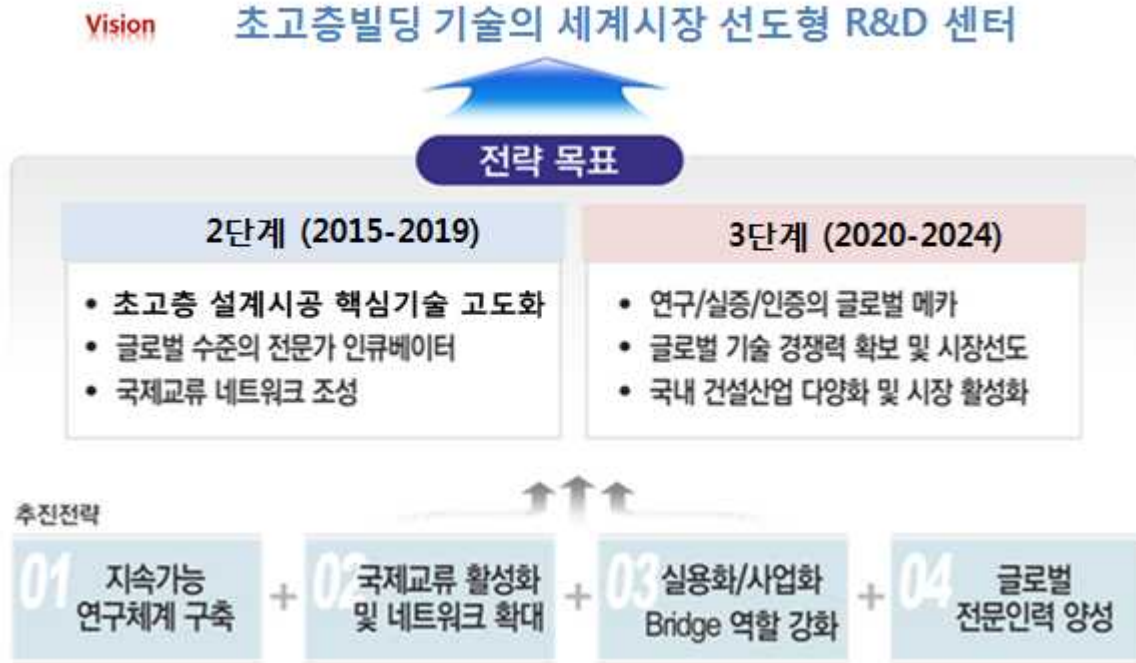 Vision 초고층빌딩 기술의 세계시장 선도형 R&D 센터
전략 목표
2단계 (2015-2019)
• 초고층 설계시공 핵심기술 고도화
• 글로벌 수준의 전문가 인큐베이터
• 국제교류 네트워크 조성
3단계 (2020-2024)
• 연구/실증/인증의 글로벌 메카
• 글로벌 기술 경쟁력 확보 및 시장선도
• 국내 건설산업 다양화 및 시장 활성화
추진전략
01 지속가능
연구체계 구축
+
02 국제교류 활성화
및 네트워크 확대
+
03 실용화/사업화
Bridge 역할 강화
+
04 글로벌
전문인력 양성